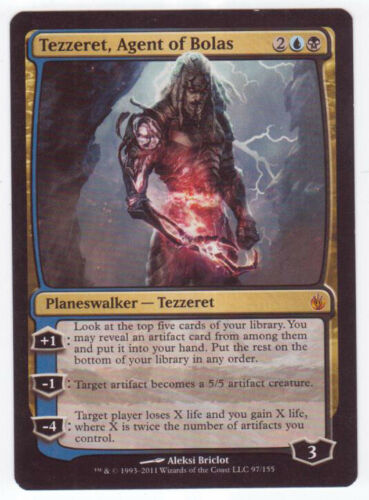 Tezzeret, Agent of Bolas 2
Planeswalker — Tezzeret
+1 : Look at the top five cards of your library. You
may reveal an artifact card from among them
and put it into your hand. Put the rest on the
bottom of your library in any order.
-1 : Target artifact becomes a 5/5 artifact creature.
Target player loses X life and you gain X life,
-4 : where X is twice the number of artifacts you
control.
3
Aleksi Briclot
™ & © 1993-2011 Wizards of the Coast LLC 97/155